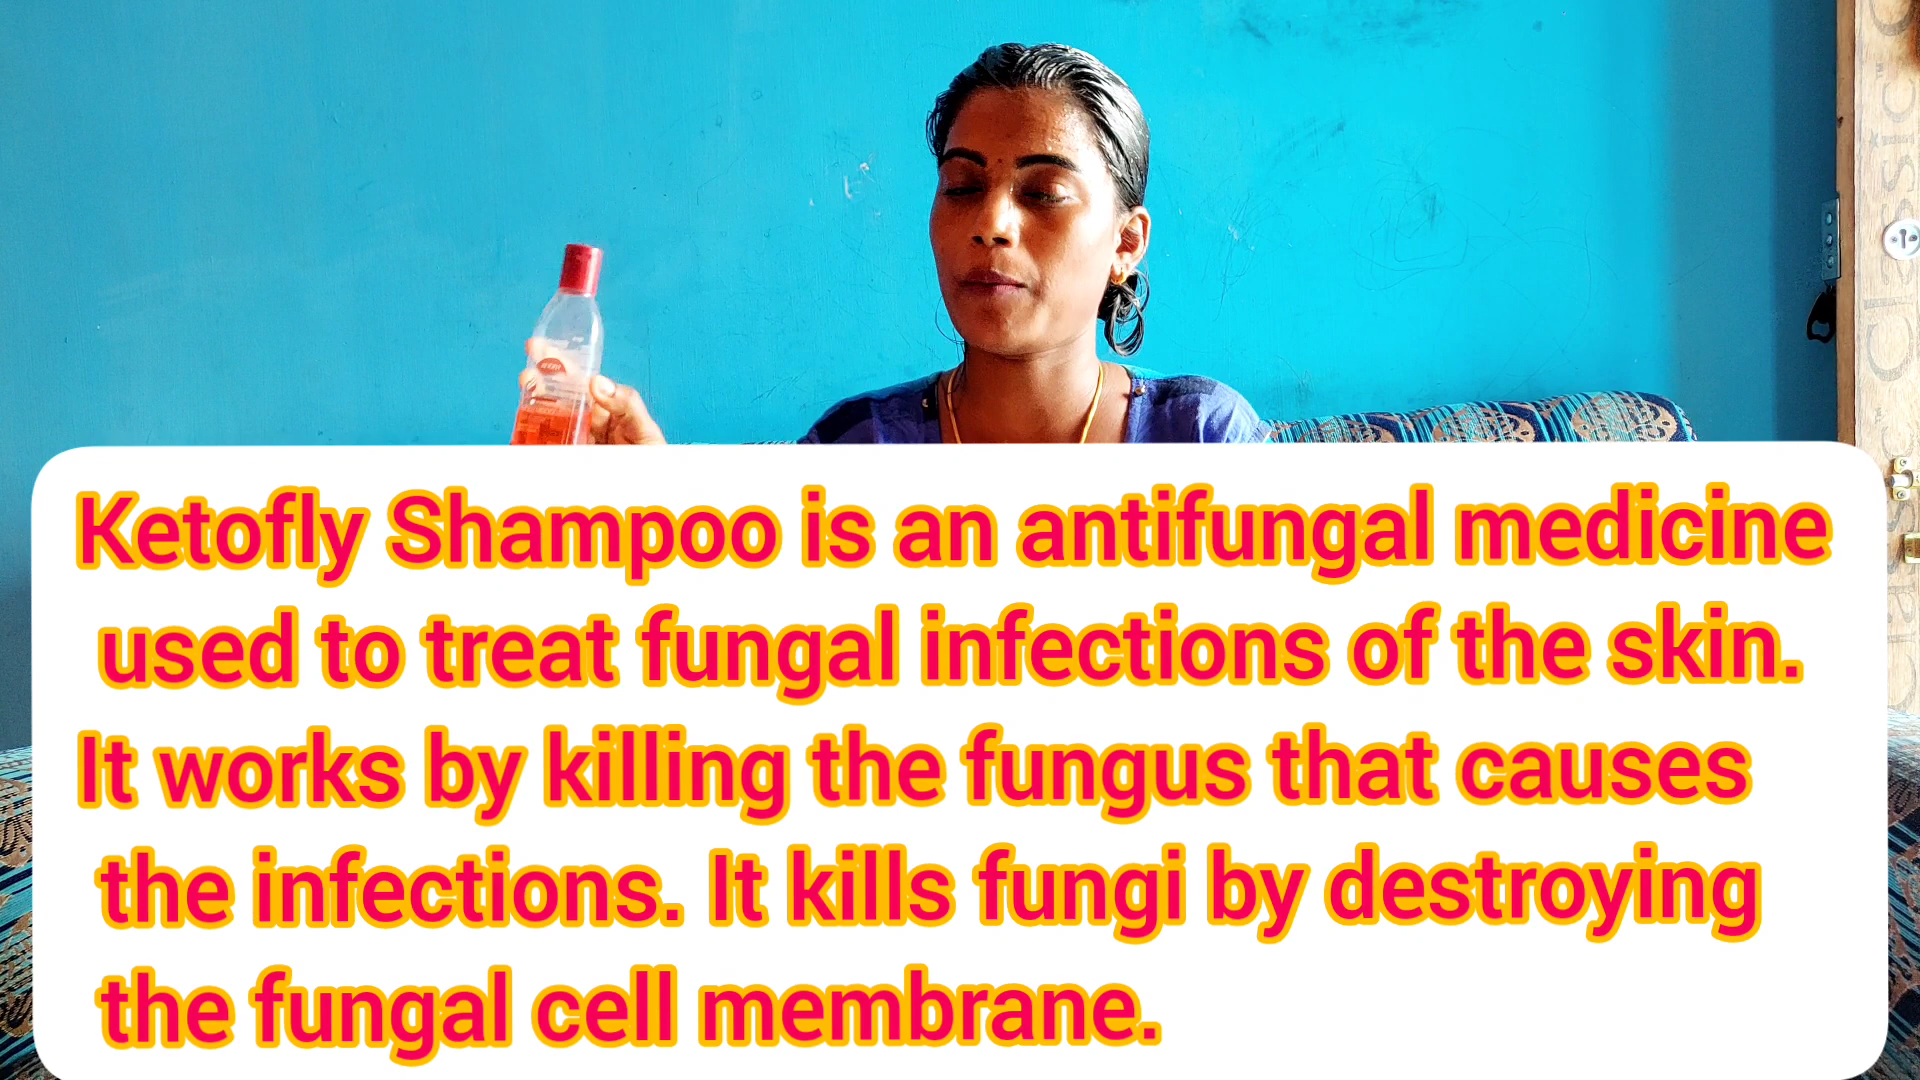 Ketofly Shampoo is an antifungal medicine
used to treat fungal infections of the skin.
It works by killing the fungus that causes
the infections. It kills fungi by destroying
the fungal cell membrane.
Classic